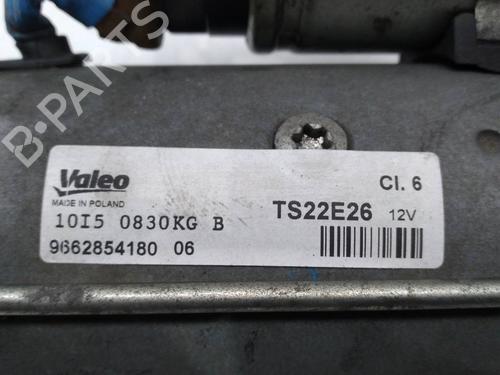 B-PARTS
Valeo
MADE IN POLAND
Cl. 6
10I5 0830KG B
TS22E26 12V
9662854180 06